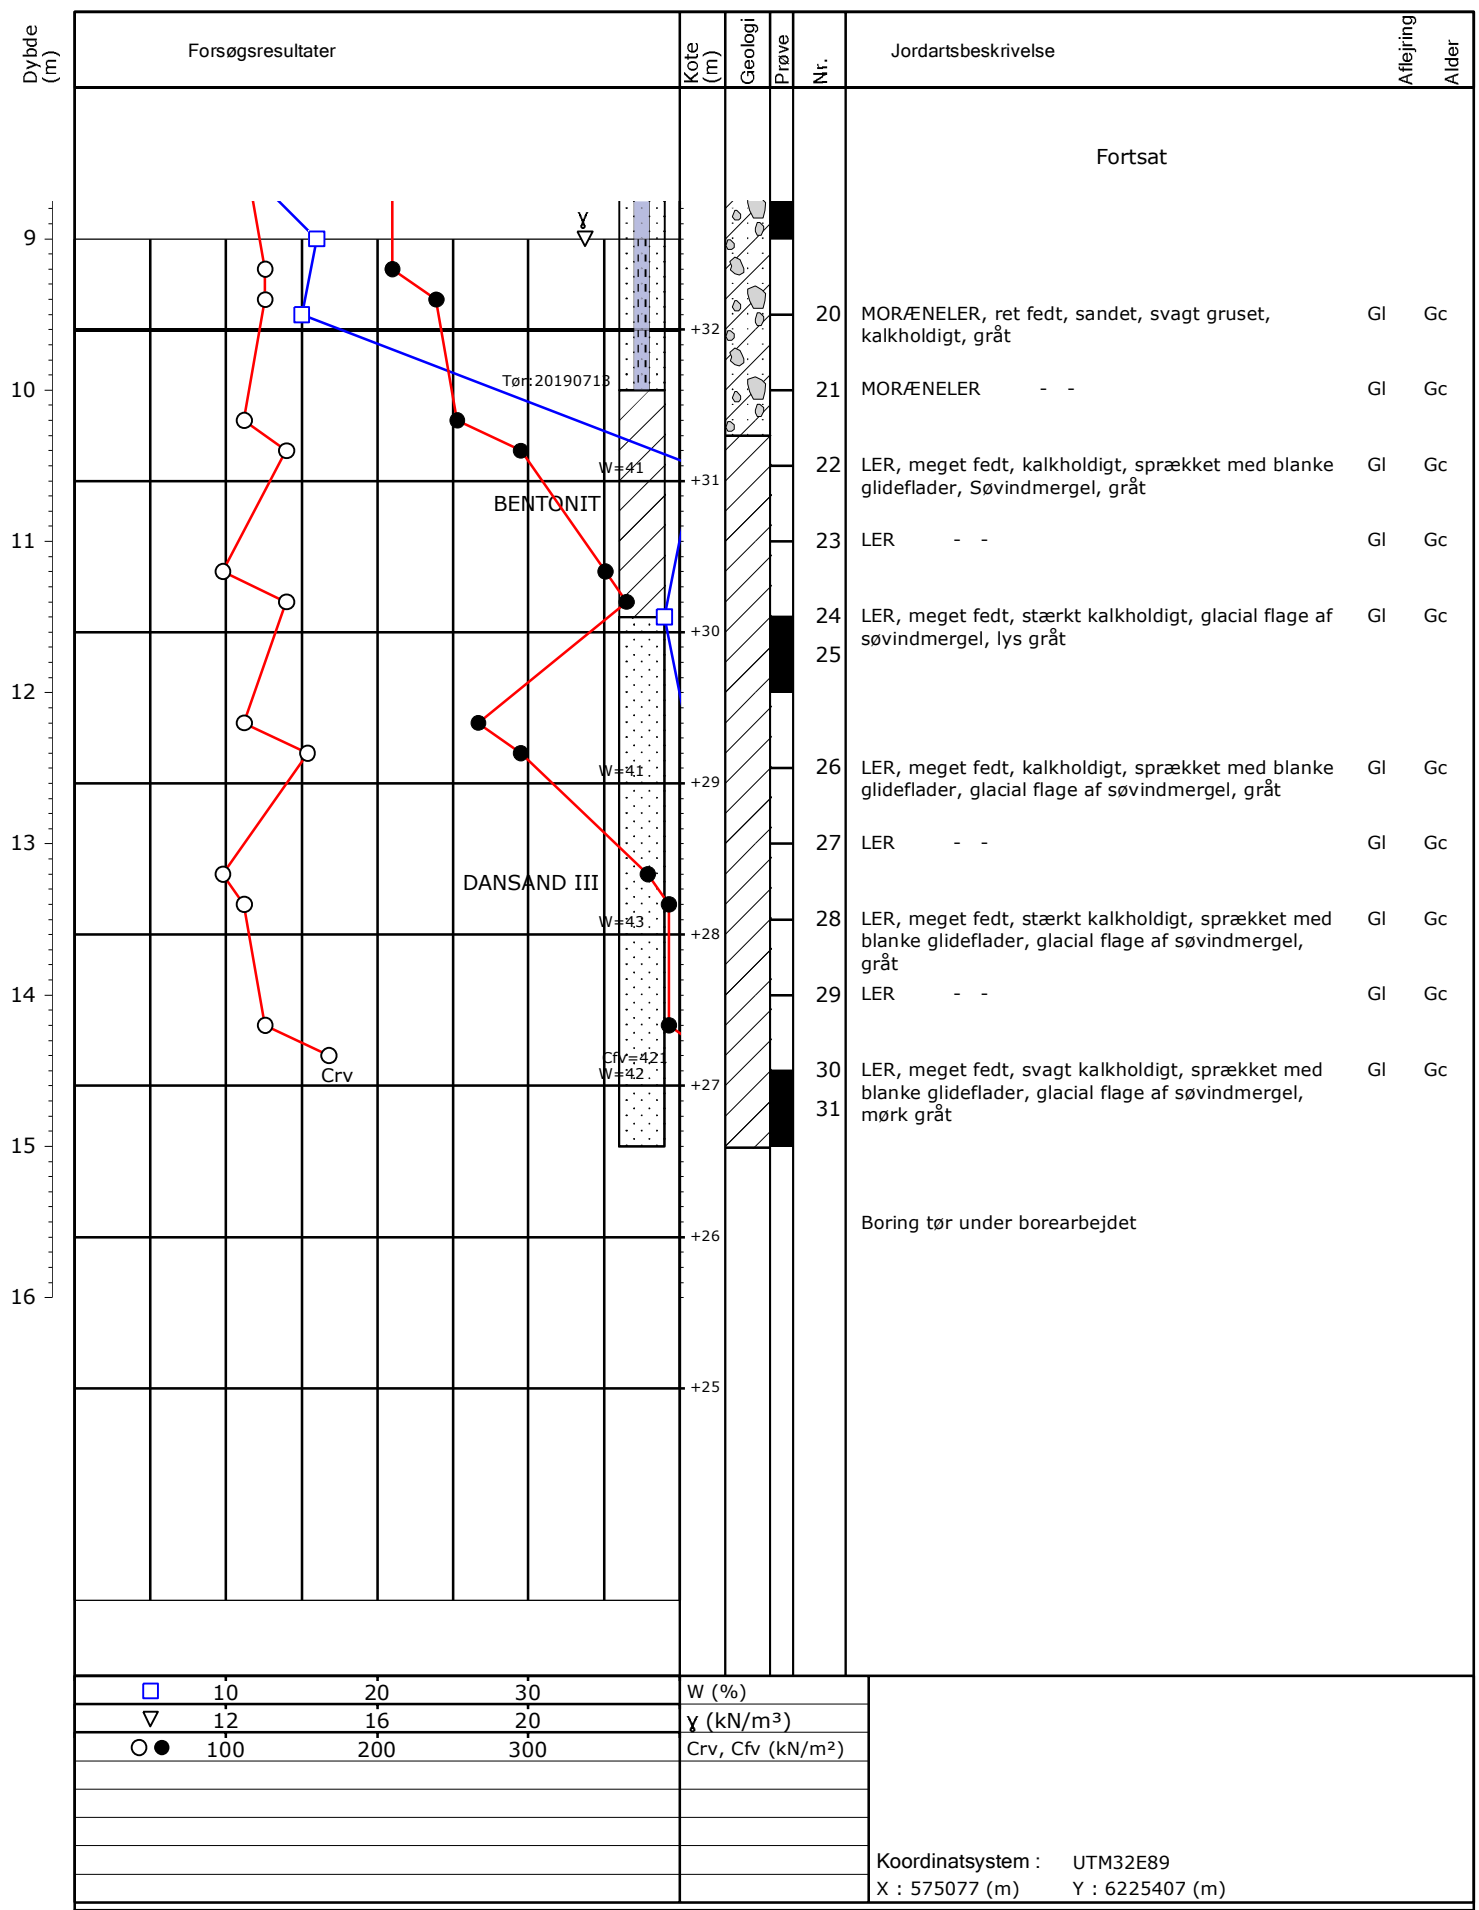 Dybde (m)
Forsøgsresultater
Kote (m)
Geologi
Prøve
Nr.
Jordartsbeskrivelse
Aflejring
Alder
Fortsat
9
γ
20 MORÆNELER, ret fedt, sandet, svagt gruset, Gl Gc
kalkholdigt, gråt
+32
Tør:20190713
10
21 MORÆNELER - - Gl Gc
W=41
22 LER, meget fedt, kalkholdigt, sprækket med blanke Gl Gc
glideflader, Søvindmergel, gråt
+31
BENTONIT
11
23 LER - - Gl Gc
24 LER, meget fedt, stærkt kalkholdigt, glacial flage af Gl Gc
søvindmergel, lys gråt
+30
25
12
W=41
26 LER, meget fedt, kalkholdigt, sprækket med blanke Gl Gc
glideflader, glacial flage af søvindmergel, gråt
+29
13
27 LER - - Gl Gc
DANSAND III
W=43
28 LER, meget fedt, stærkt kalkholdigt, sprækket med Gl Gc
blanke glideflader, glacial flage af søvindmergel,
gråt
+28
14
29 LER - - Gl Gc
Cfv=421
W=42
Crv
30 LER, meget fedt, svagt kalkholdigt, sprækket med Gl Gc
blanke glideflader, glacial flage af søvindmergel,
mørk gråt
+27
31
15
Boring tør under borearbejdet
+26
16
+25
10 20 30 W (%)
12 16 20 γ (kN/m³)
100 200 300 Crv, Cfv (kN/m²)
Koordinatsystem : UTM32E89
X : 575077 (m) Y : 6225407 (m)